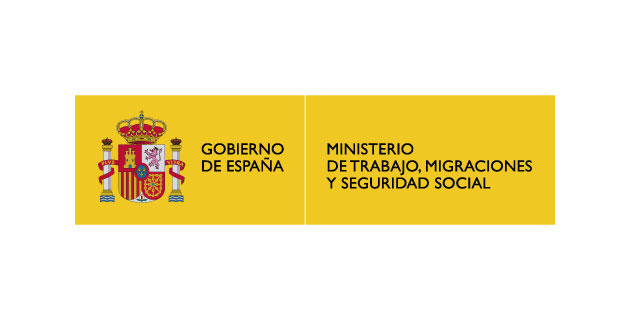 GOBIERNO
DE ESPAÑA
MINISTERIO
DE TRABAJO, MIGRACIONES
Y SEGURIDAD SOCIAL